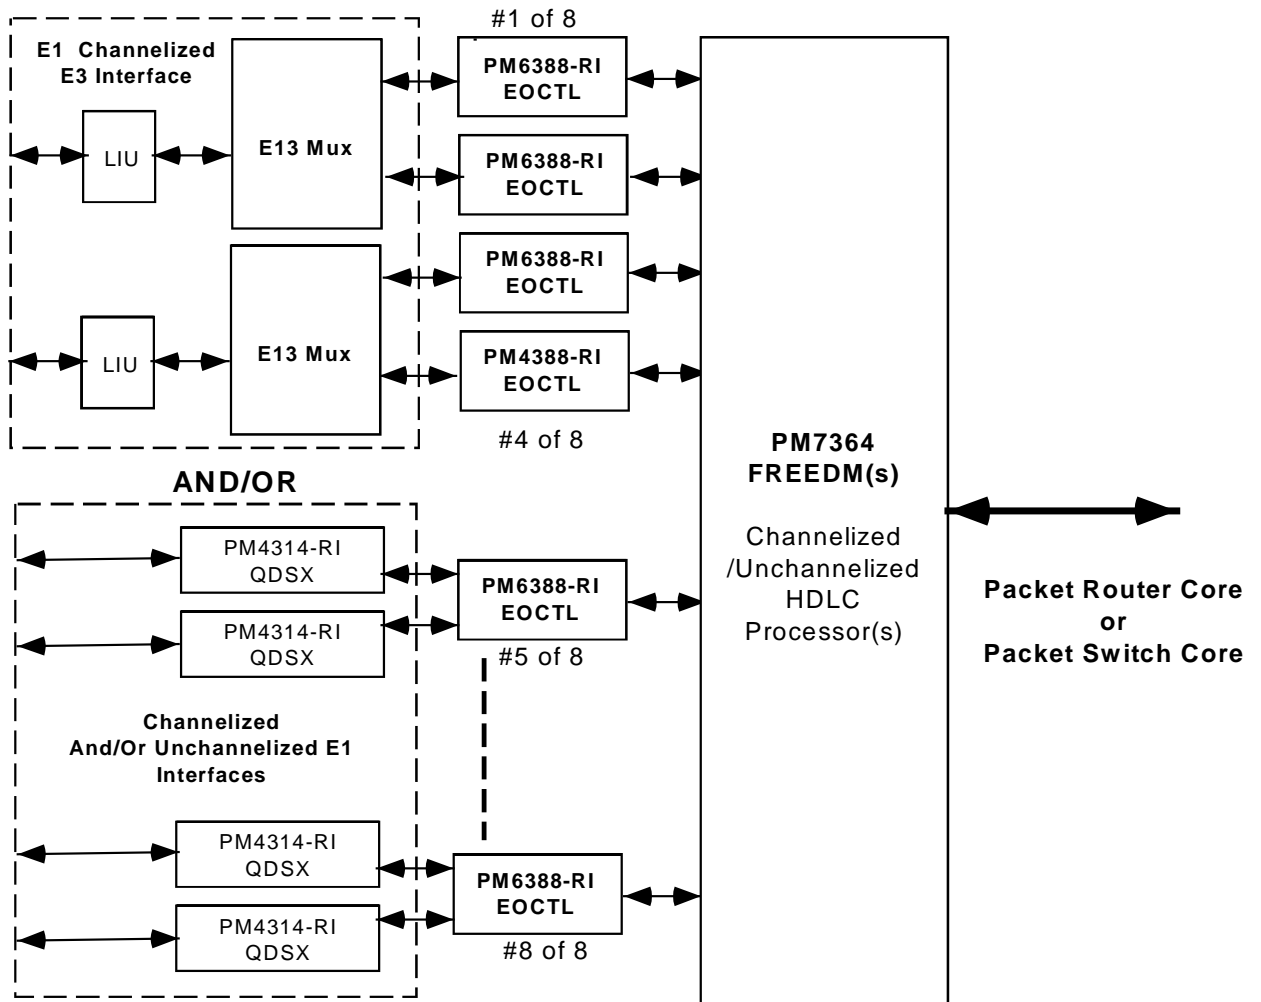 #1 of 8
E1 Channelized
E3 Interface
LIU
E13 Mux
PM6388-RI
EOCTL
PM6388-RI
EOCTL
PM6388-RI
EOCTL
LIU
E13 Mux
PM4388-RI
EOCTL
#4 of 8
AND/OR
PM4314-RI
QDSX
PM4314-RI
QDSX
PM6388-RI
EOCTL
#5 of 8
Channelized
And/Or Unchannelized E1
Interfaces
PM4314-RI
QDSX
PM4314-RI
QDSX
PM6388-RI
EOCTL
#8 of 8
PM7364
FREEDM(s)
Channelized
/Unchannelized
HDLC
Processor(s)
Packet Router Core
or
Packet Switch Core